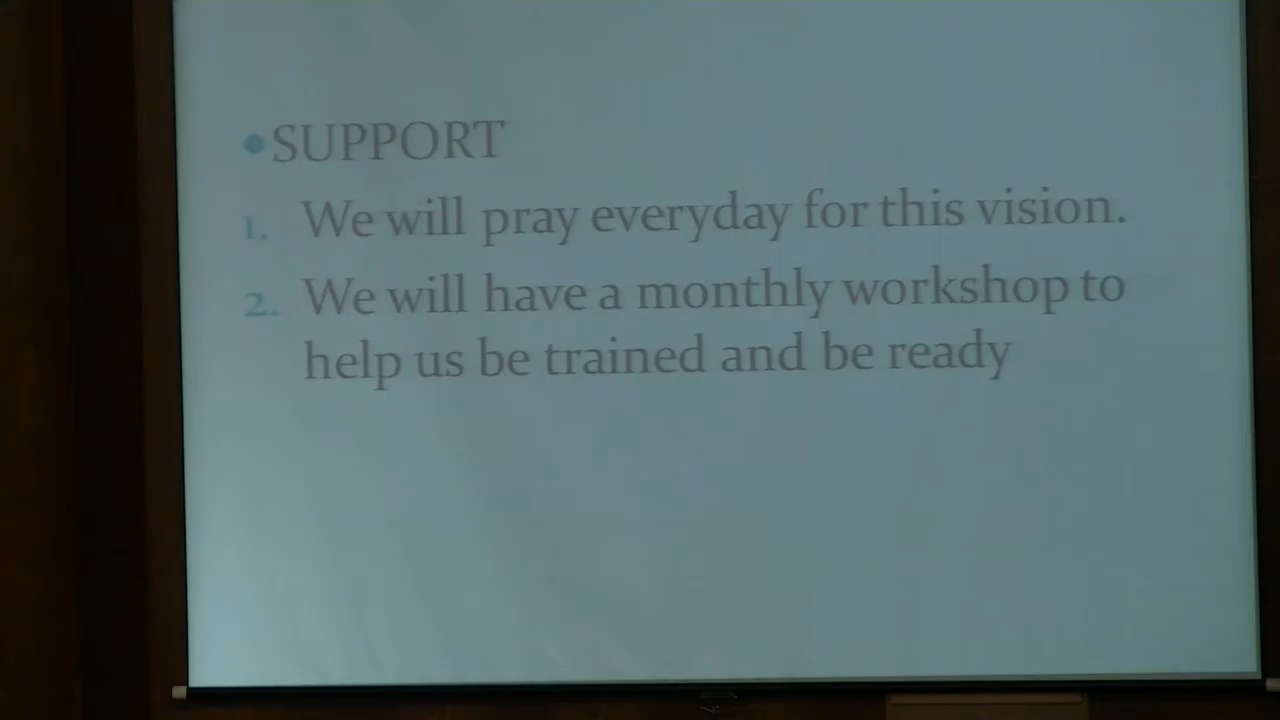 •SUPPORT
1. We will pray everyday for this vision.
2. We will have a monthly workshop to
help us be trained and be ready